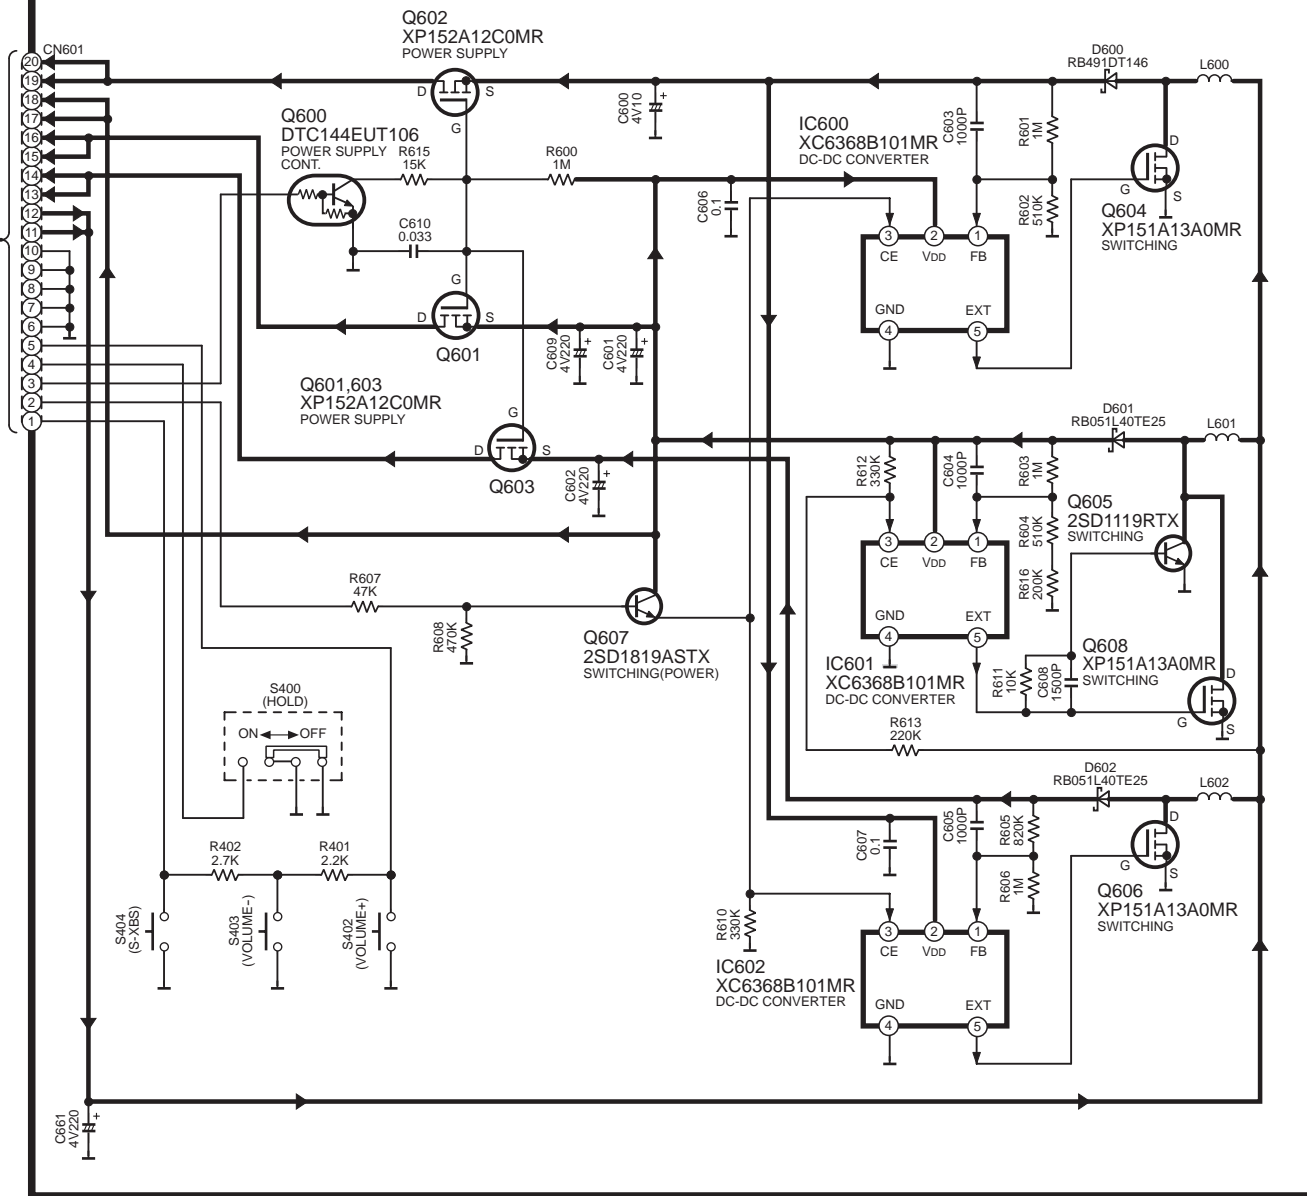 Q602
XP152A12C0MR
POWER SUPPLY
CN601
20
19
18
17
16
15
14
13
12
11
10
9
8
7
6
5
4
3
2
1
D
S
G
Q600
DTC144EUT106
POWER SUPPLY
CONT.
R615
15K
R600
1M
C610
0.033
C600
4V10
+
D600
RB491DT146
L600
IC600
XC6368B101MR
DC-DC CONVERTER
C603
1000P
R601
1M
R602
510K
C606
0.1
3
2
1
CE
VDD
FB
GND
EXT
4
5
D
G
S
Q604
XP151A13A0MR
SWITCHING
G
D
S
Q601
C609
4V220
+
C601
4V220
+
Q601,603
XP152A12C0MR
POWER SUPPLY
G
D
S
Q603
C602
4V220
+
D601
RB051L40TE25
L601
R612
330K
C604
1000P
R603
1M
R604
510K
R616
200K
Q605
2SD1119RTX
SWITCHING
3
2
1
CE
VDD
FB
GND
EXT
4
5
R607
47K
R608
470K
Q607
2SD1819ASTX
SWITCHING(POWER)
IC601
XC6368B101MR
DC-DC CONVERTER
R611
10K
C608
1500P
Q608
XP151A13A0MR
SWITCHING
D
G
S
R613
220K
S400
(HOLD)
ON
OFF
D602
RB051L40TE25
L602
C607
0.1
C605
1000P
R605
820K
R606
1M
D
G
S
Q606
XP151A13A0MR
SWITCHING
R402
2.7K
R401
2.2K
S404
(S-XBS)
S403
(VOLUME-)
S402
(VOLUME+)
R610
330K
3
2
1
CE
VDD
FB
GND
EXT
4
5
IC602
XC6368B101MR
DC-DC CONVERTER
C661
4V220
+